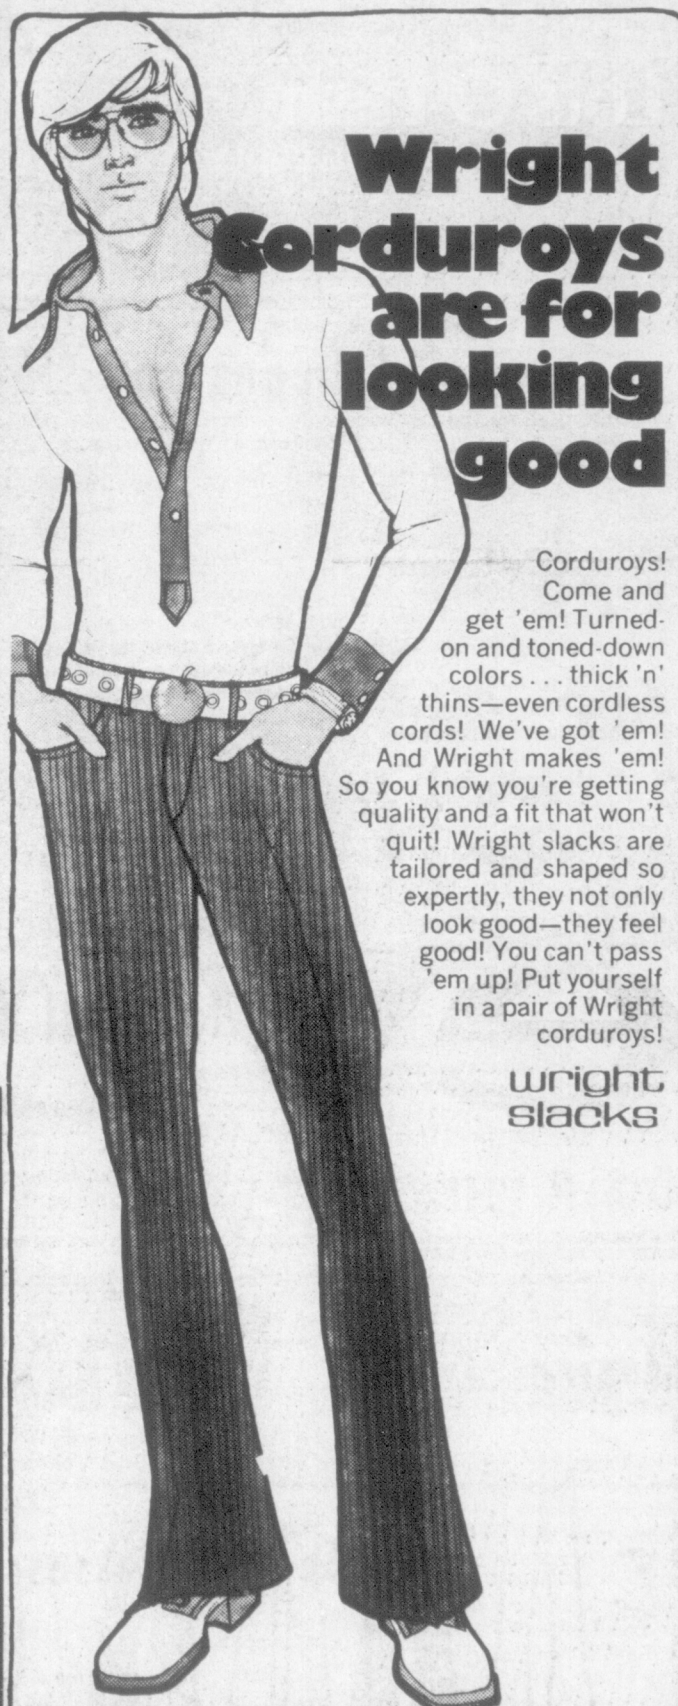 Wright
Corduroys
are for
looking
good
Corduroys!
Come and
get 'em! Turned-
on and toned-down
colors . . . thick 'n'
thins—even cordless
cords! We've got 'em!
And Wright makes 'em!
So you know you're getting
quality and a fit that won't
quit! Wright slacks are
tailored and shaped so
expertly, they not only
look good—they feel
good! You can't pass
'em up! Put yourself
in a pair of Wright
corduroys!
wright
slacks